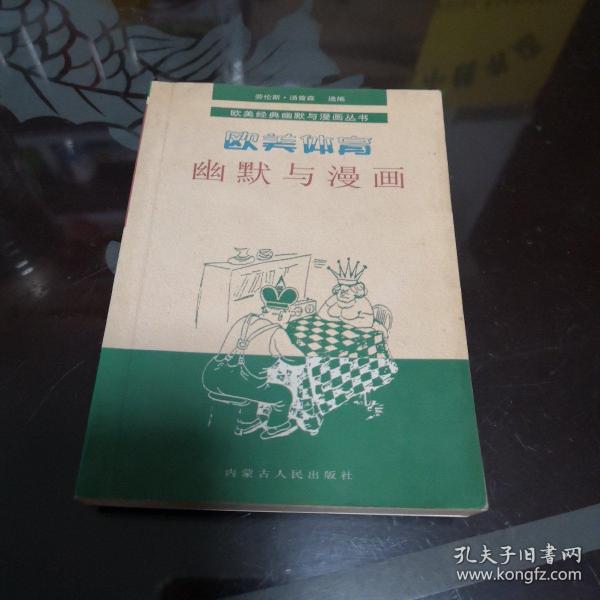 劳伦斯·汤普森 选编
欧美经典幽默与漫画丛书
欧美体育
幽默与漫画
内蒙古人民出版社
孔夫子旧书网
www.kongfz.com